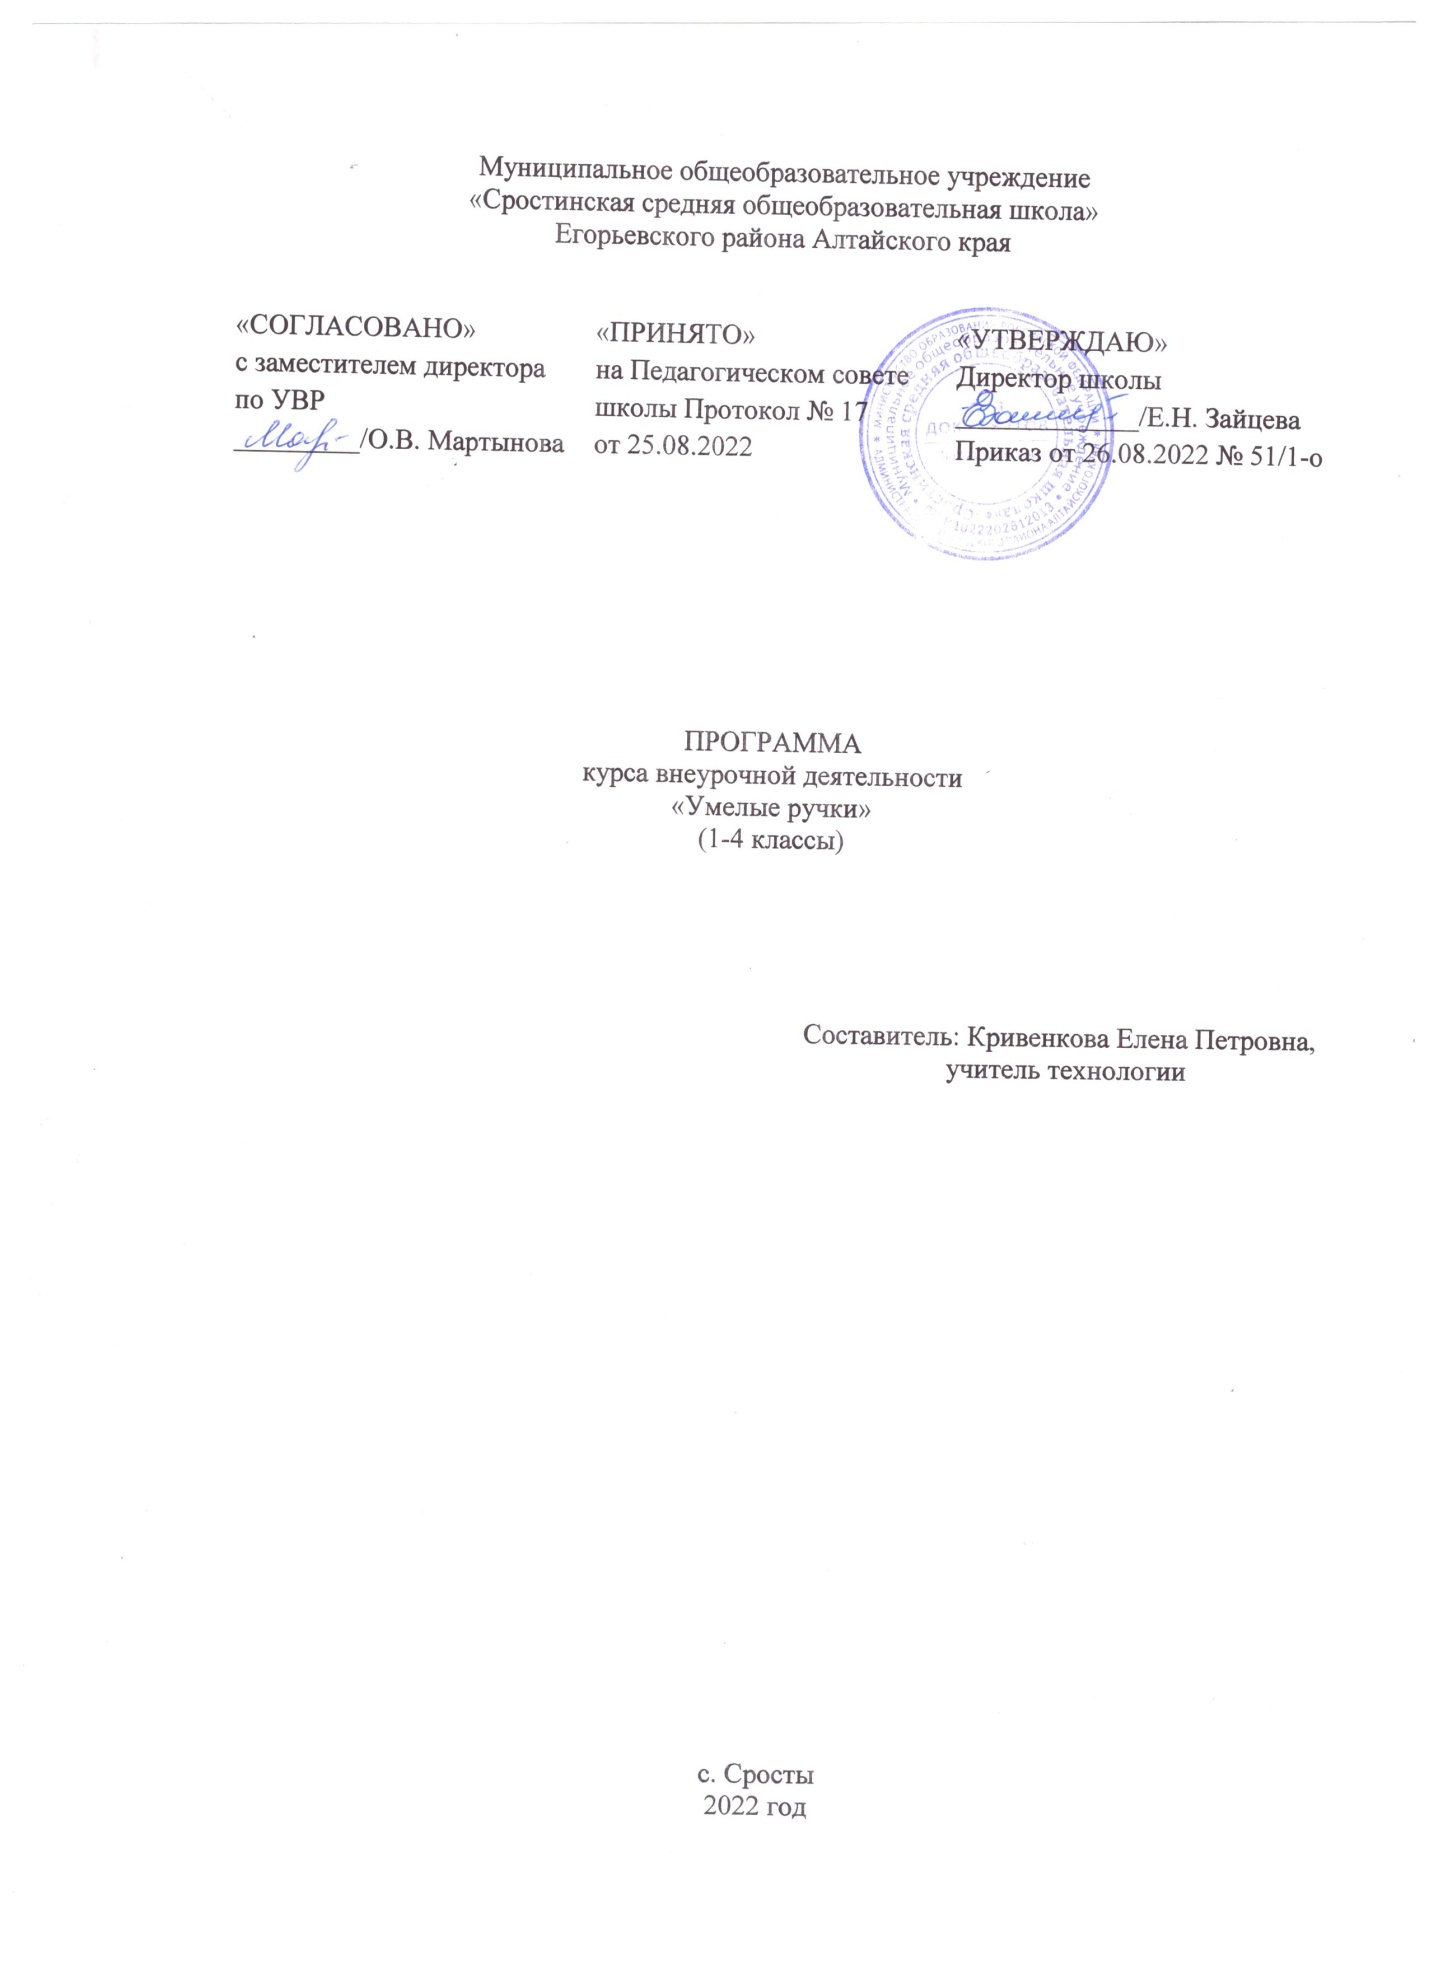 Муниципальное общеобразовательное учреждение
«Сростинская средняя общеобразовательная школа»
Егорьевского района Алтайского края
«СОГЛАСОВАНО»
с заместителем директора
по УВР
/О.В. Мартынова
«ПРИНЯТО»
на Педагогическом совете
школы Протокол № 17
от 25.08.2022
«УТВЕРЖДАЮ»
Директор школы
/Е.Н. Зайцева
Приказ от 26.08.2022 № 51/1-о
ПРОГРАММА
курса внеурочной деятельности
«Умелые ручки»
(1-4 классы)
Составитель: Кривенкова Елена Петровна,
учитель технологии
с. Сросты
2022 год